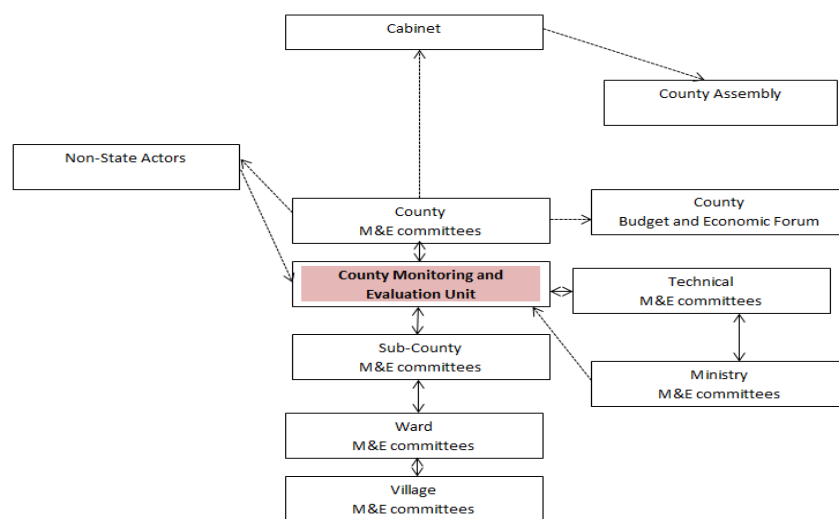 Cabinet
County Assembly
Non-State Actors
County
M&E committees
County
Budget and Economic Forum
County Monitoring and
Evaluation Unit
Technical
M&E committees
Sub-County
M&E committees
Ministry
M&E committees
Ward
M&E committees
Village
M&E committees